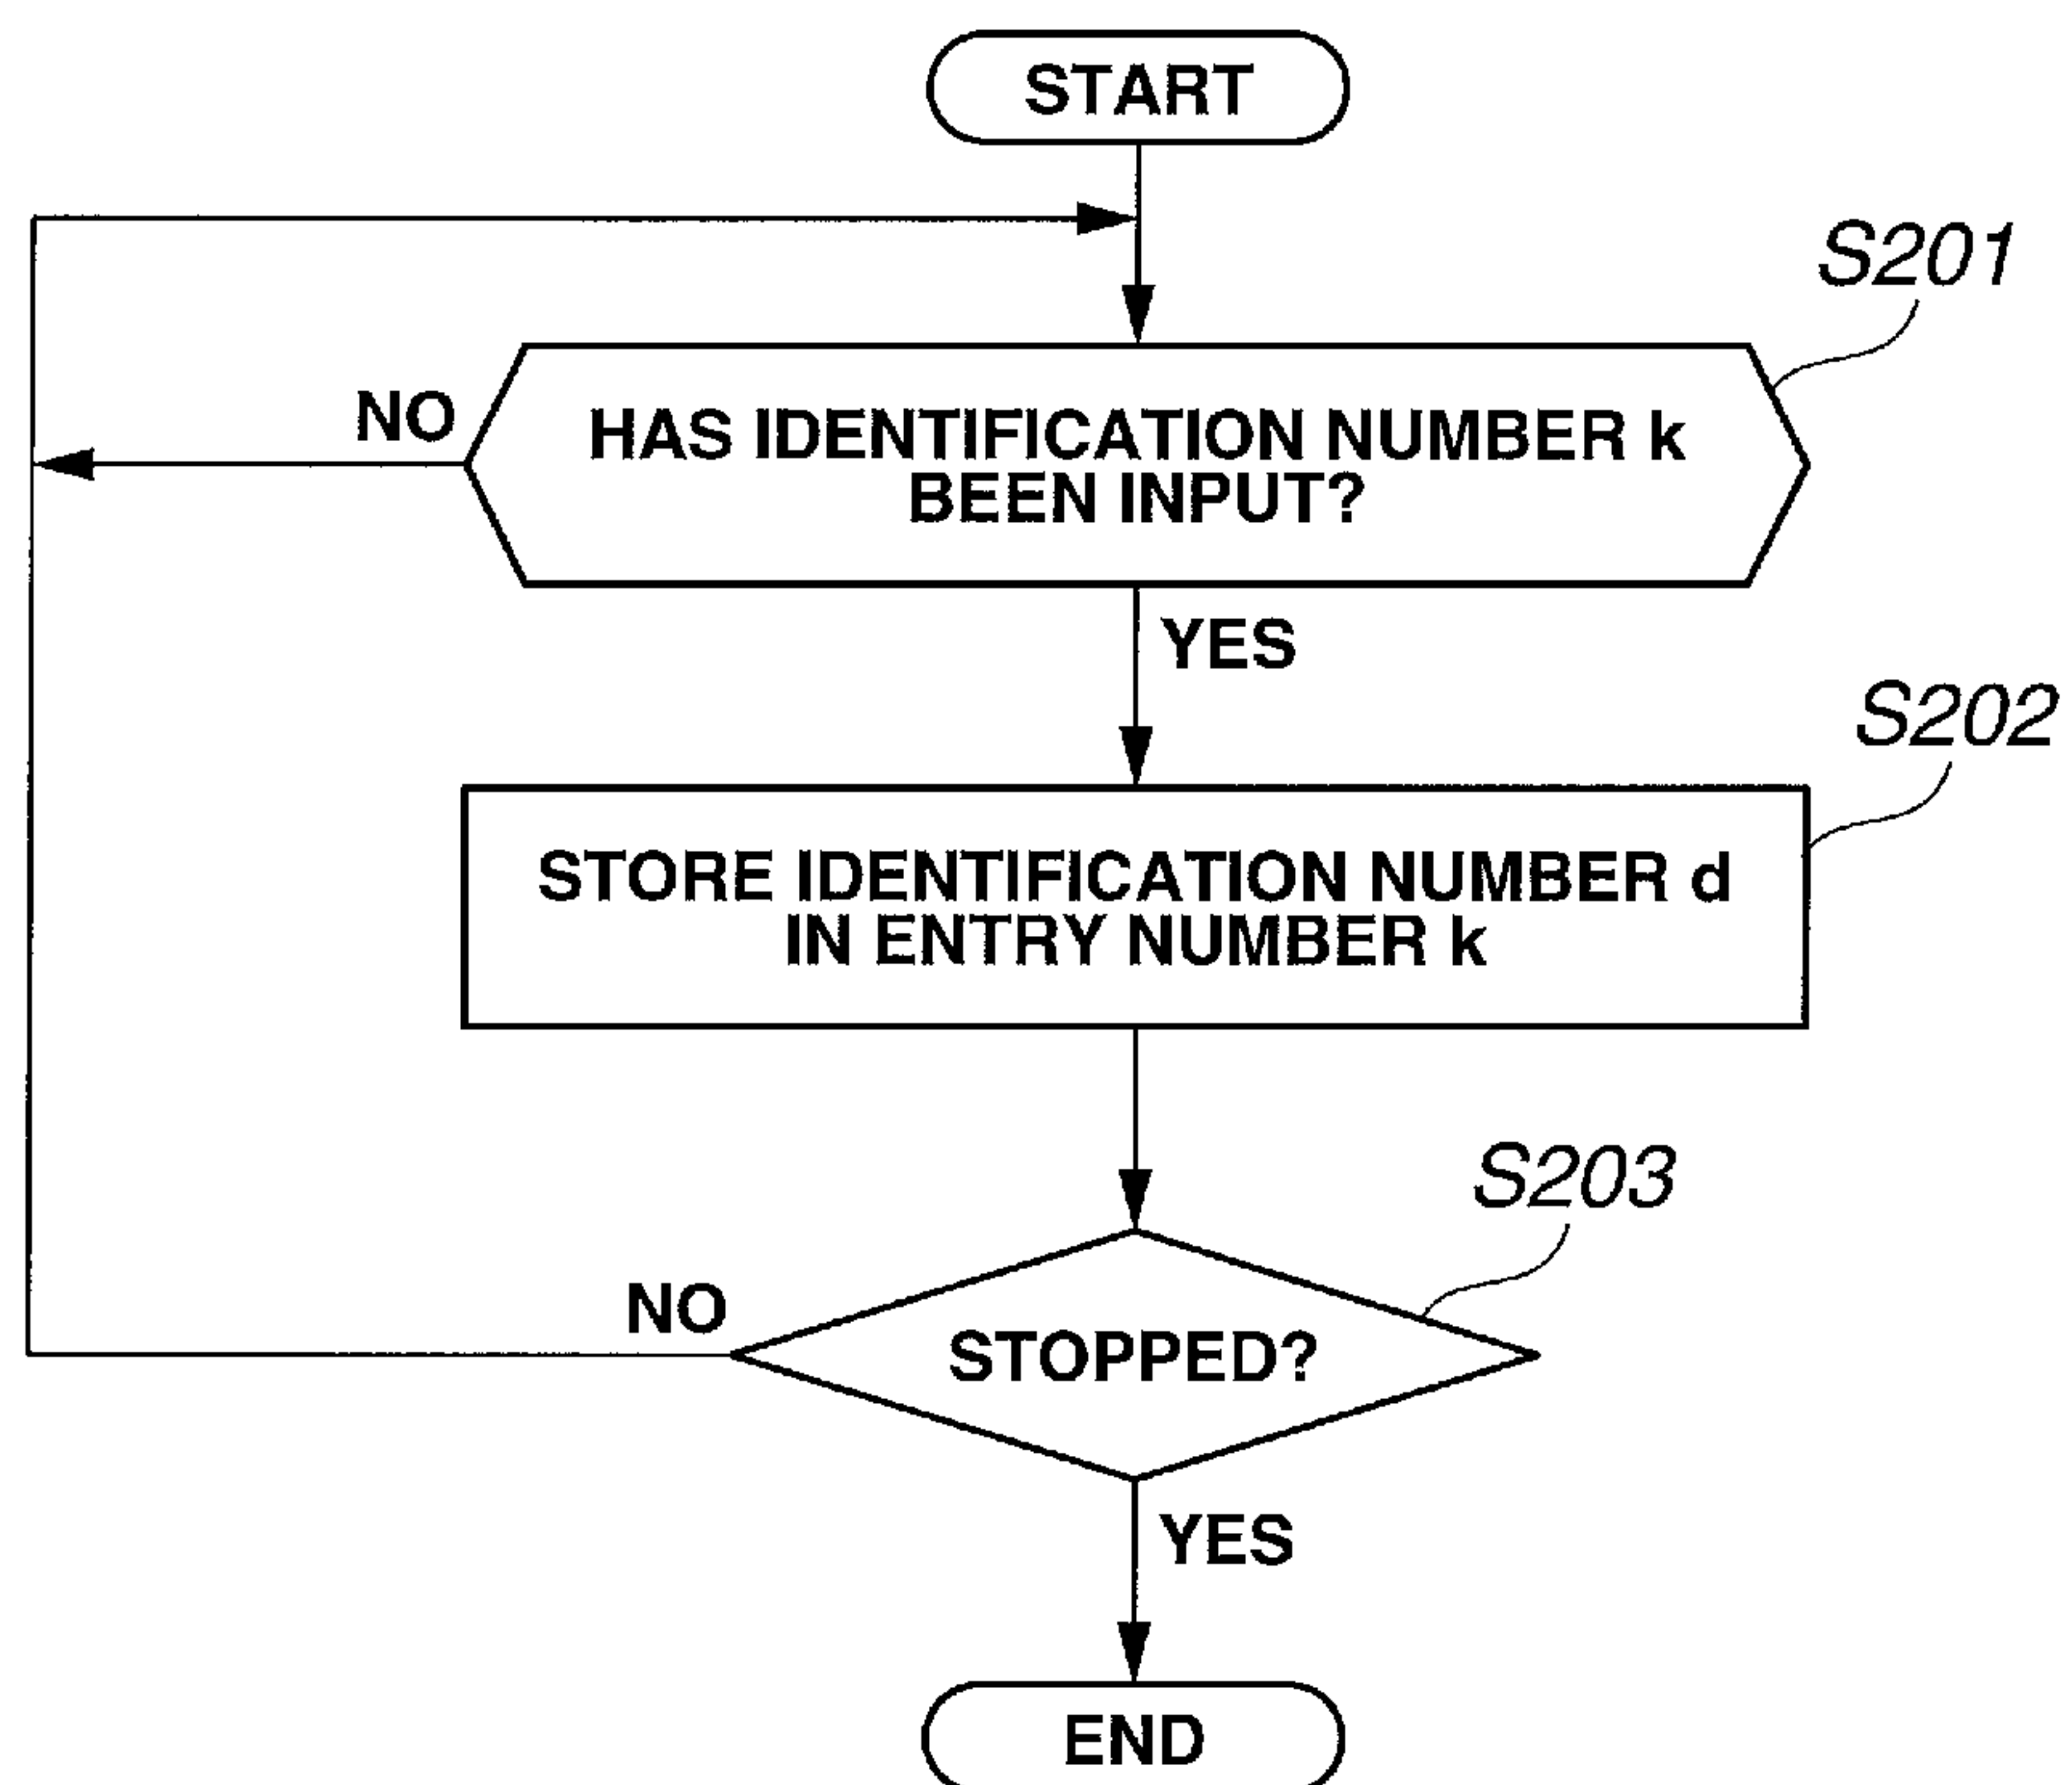 START
S201
NO
HAS IDENTIFICATION NUMBER k
BEEN INPUT?
YES
S202
STORE IDENTIFICATION NUMBER d
IN ENTRY NUMBER k
S203
NO
STOPPED?
YES
END